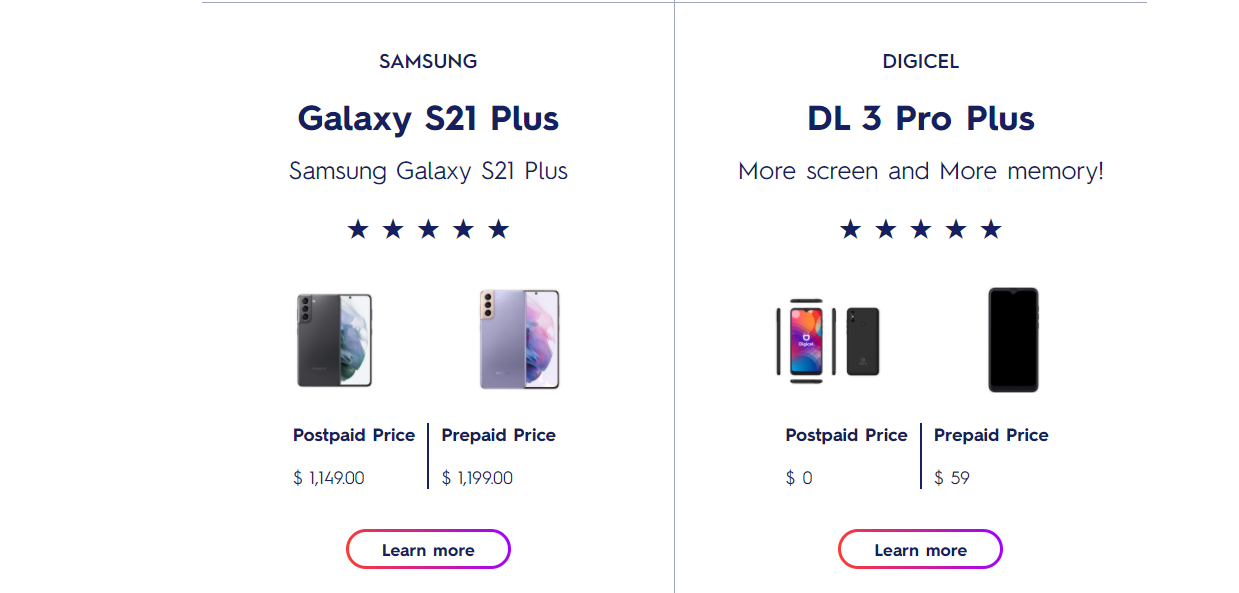 SAMSUNG
Galaxy S21 Plus
Samsung Galaxy S21 Plus
★ ★ ★ ★ ★
Postpaid Price
Prepaid Price
$ 1,149.00
$ 1,199.00
Learn more
DIGICEL
DL 3 Pro Plus
More screen and More memory!
★ ★ ★ ★ ★
Digicel
Postpaid Price
Prepaid Price
$ 0
$ 59
Learn more